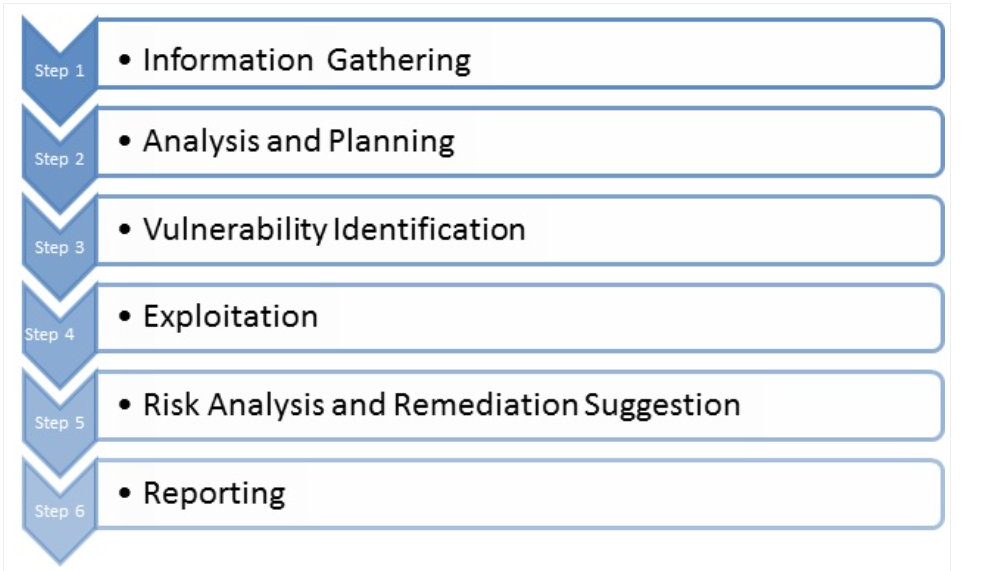 Step 1
• Information Gathering
Step 2
• Analysis and Planning
Step 3
• Vulnerability Identification
Step 4
• Exploitation
Step 5
• Risk Analysis and Remediation Suggestion
Step 6
• Reporting